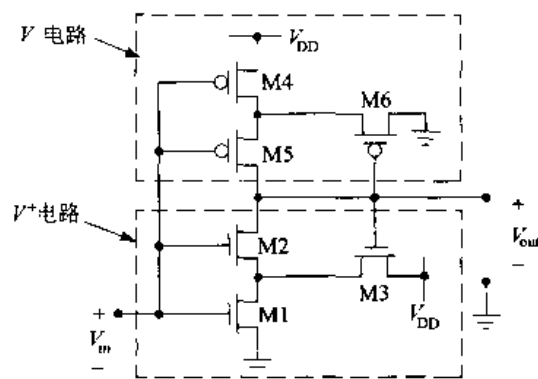 V 电路
V_DD
M4
M6
M5
V⁺电路
M2
+
V_out
−
M3
+
M1
V_DD
V_in
−